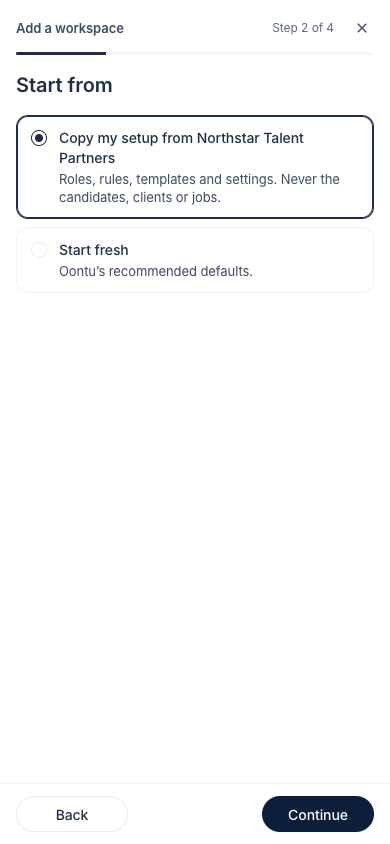 Add a workspace
Step 2 of 4
Start from
Copy my setup from Northstar Talent
Partners
Roles, rules, templates and settings. Never the
candidates, clients or jobs.
Start fresh
Oontu’s recommended defaults.
Back
Continue